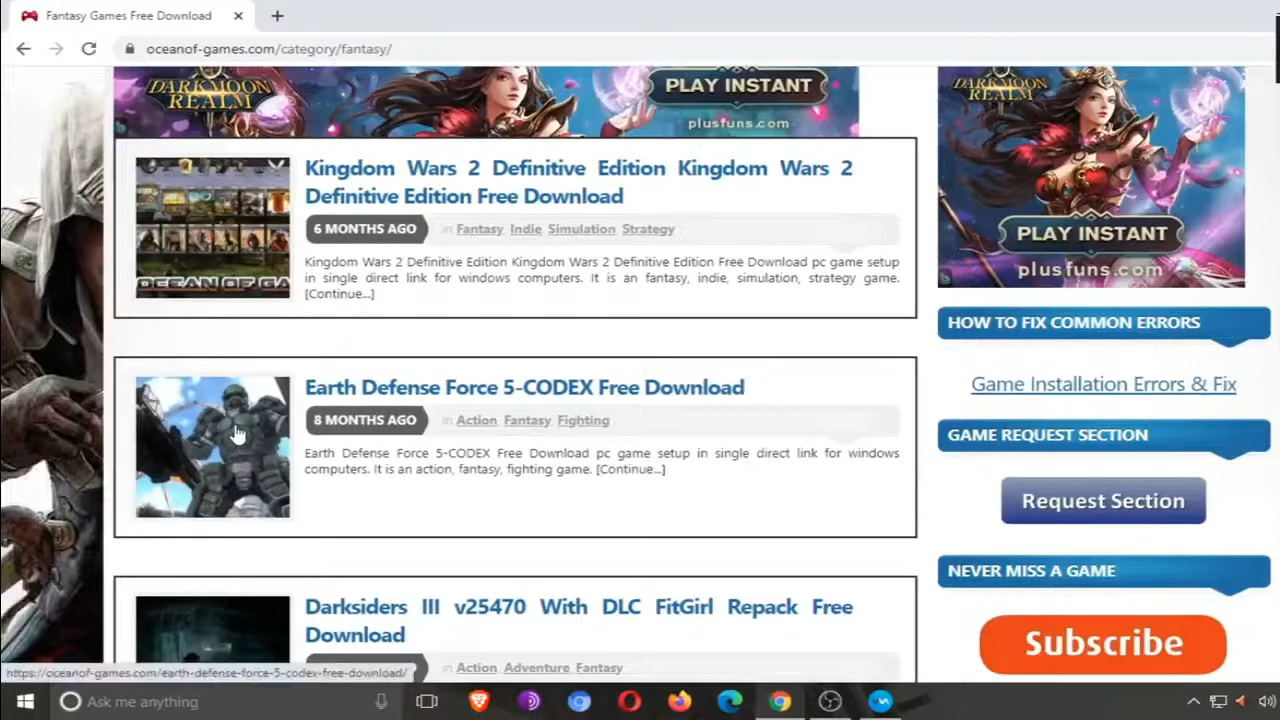 Fantasy Games Free Download
oceanof-games.com/category/fantasy/
DARKMOON
REALM
PLAY INSTANT
plusfuns.com
DARKMOON
REALM
PLAY INSTANT
plusfuns.com
Kingdom Wars 2 Definitive Edition Kingdom Wars 2
Definitive Edition Free Download
6 MONTHS AGO in Fantasy Indie Simulation Strategy
Kingdom Wars 2 Definitive Edition Kingdom Wars 2 Definitive Edition Free Download pc game setup
in single direct link for windows computers. It is an fantasy, indie, simulation, strategy game.
[Continue...]
OCEAN OF GA
Earth Defense Force 5-CODEX Free Download
8 MONTHS AGO in Action Fantasy Fighting
Earth Defense Force 5-CODEX Free Download pc game setup in single direct link for windows
computers. It is an action, fantasy, fighting game. [Continue...]
Darksiders III v25470 With DLC FitGirl Repack Free
Download
Action Adventure Fantasy
HOW TO FIX COMMON ERRORS
Game Installation Errors & Fix
GAME REQUEST SECTION
Request Section
NEVER MISS A GAME
Subscribe
https://oceanof-games.com/earth-defense-force-5-codex-free-download/
Ask me anything